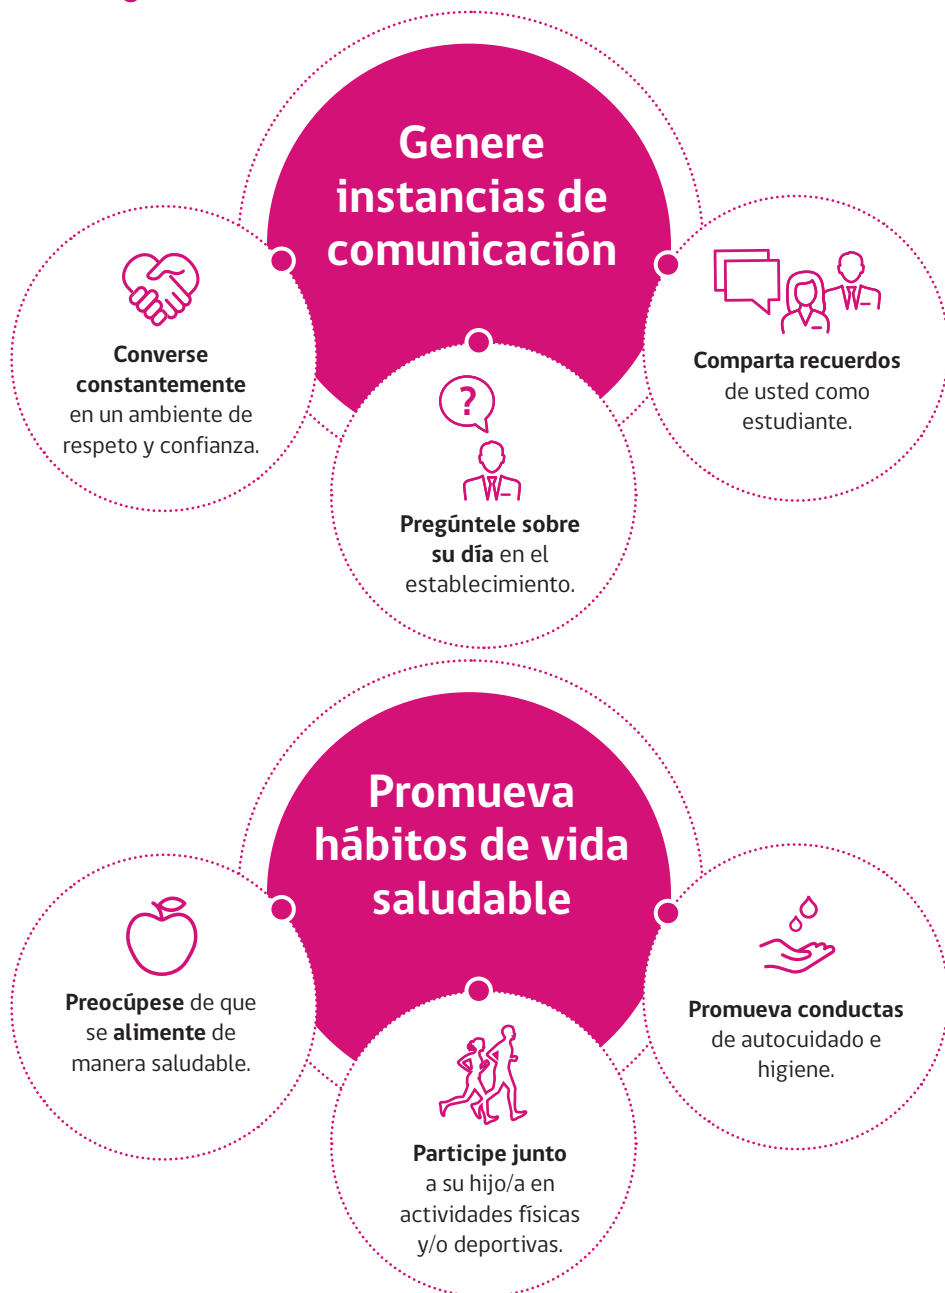 Genere
instancias de
comunicación
Converse
constantemente
en un ambiente de
respeto y confianza.
?
Pregúntele sobre
su día en el
establecimiento.
Comparta recuerdos
de usted como
estudiante.
Promueva
hábitos de vida
saludable
Preocúpese de que
se alimente de
manera saludable.
Participe junto
a su hijo/a en
actividades físicas
y/o deportivas.
Promueva conductas
de autocuidado e
higiene.